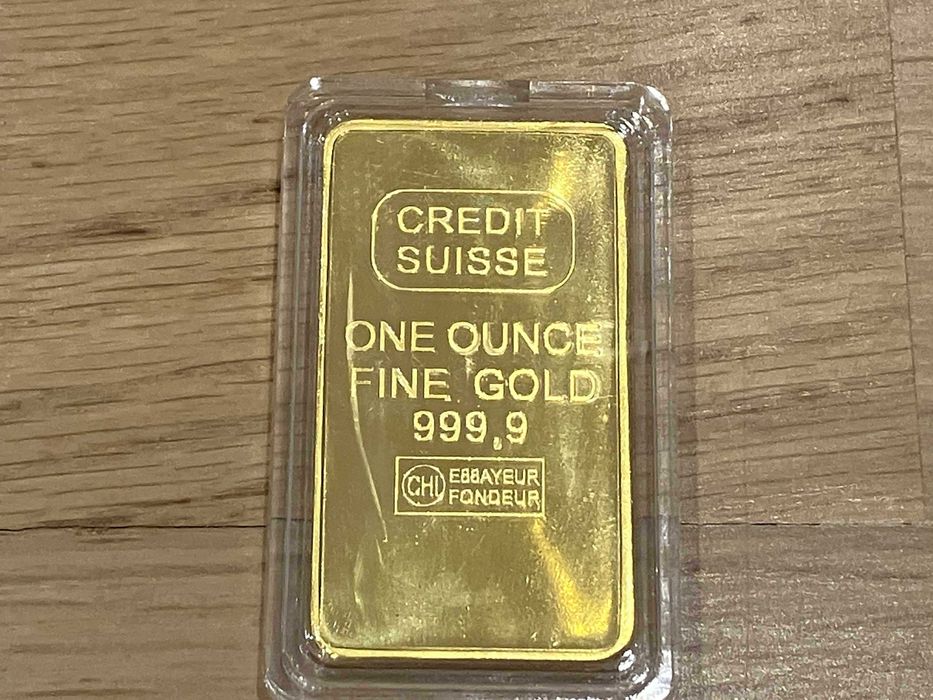 CREDIT
SUISSE
ONE OUNCE
FINE GOLD
999,9
CHI ESSAYEUR
FONDEUR